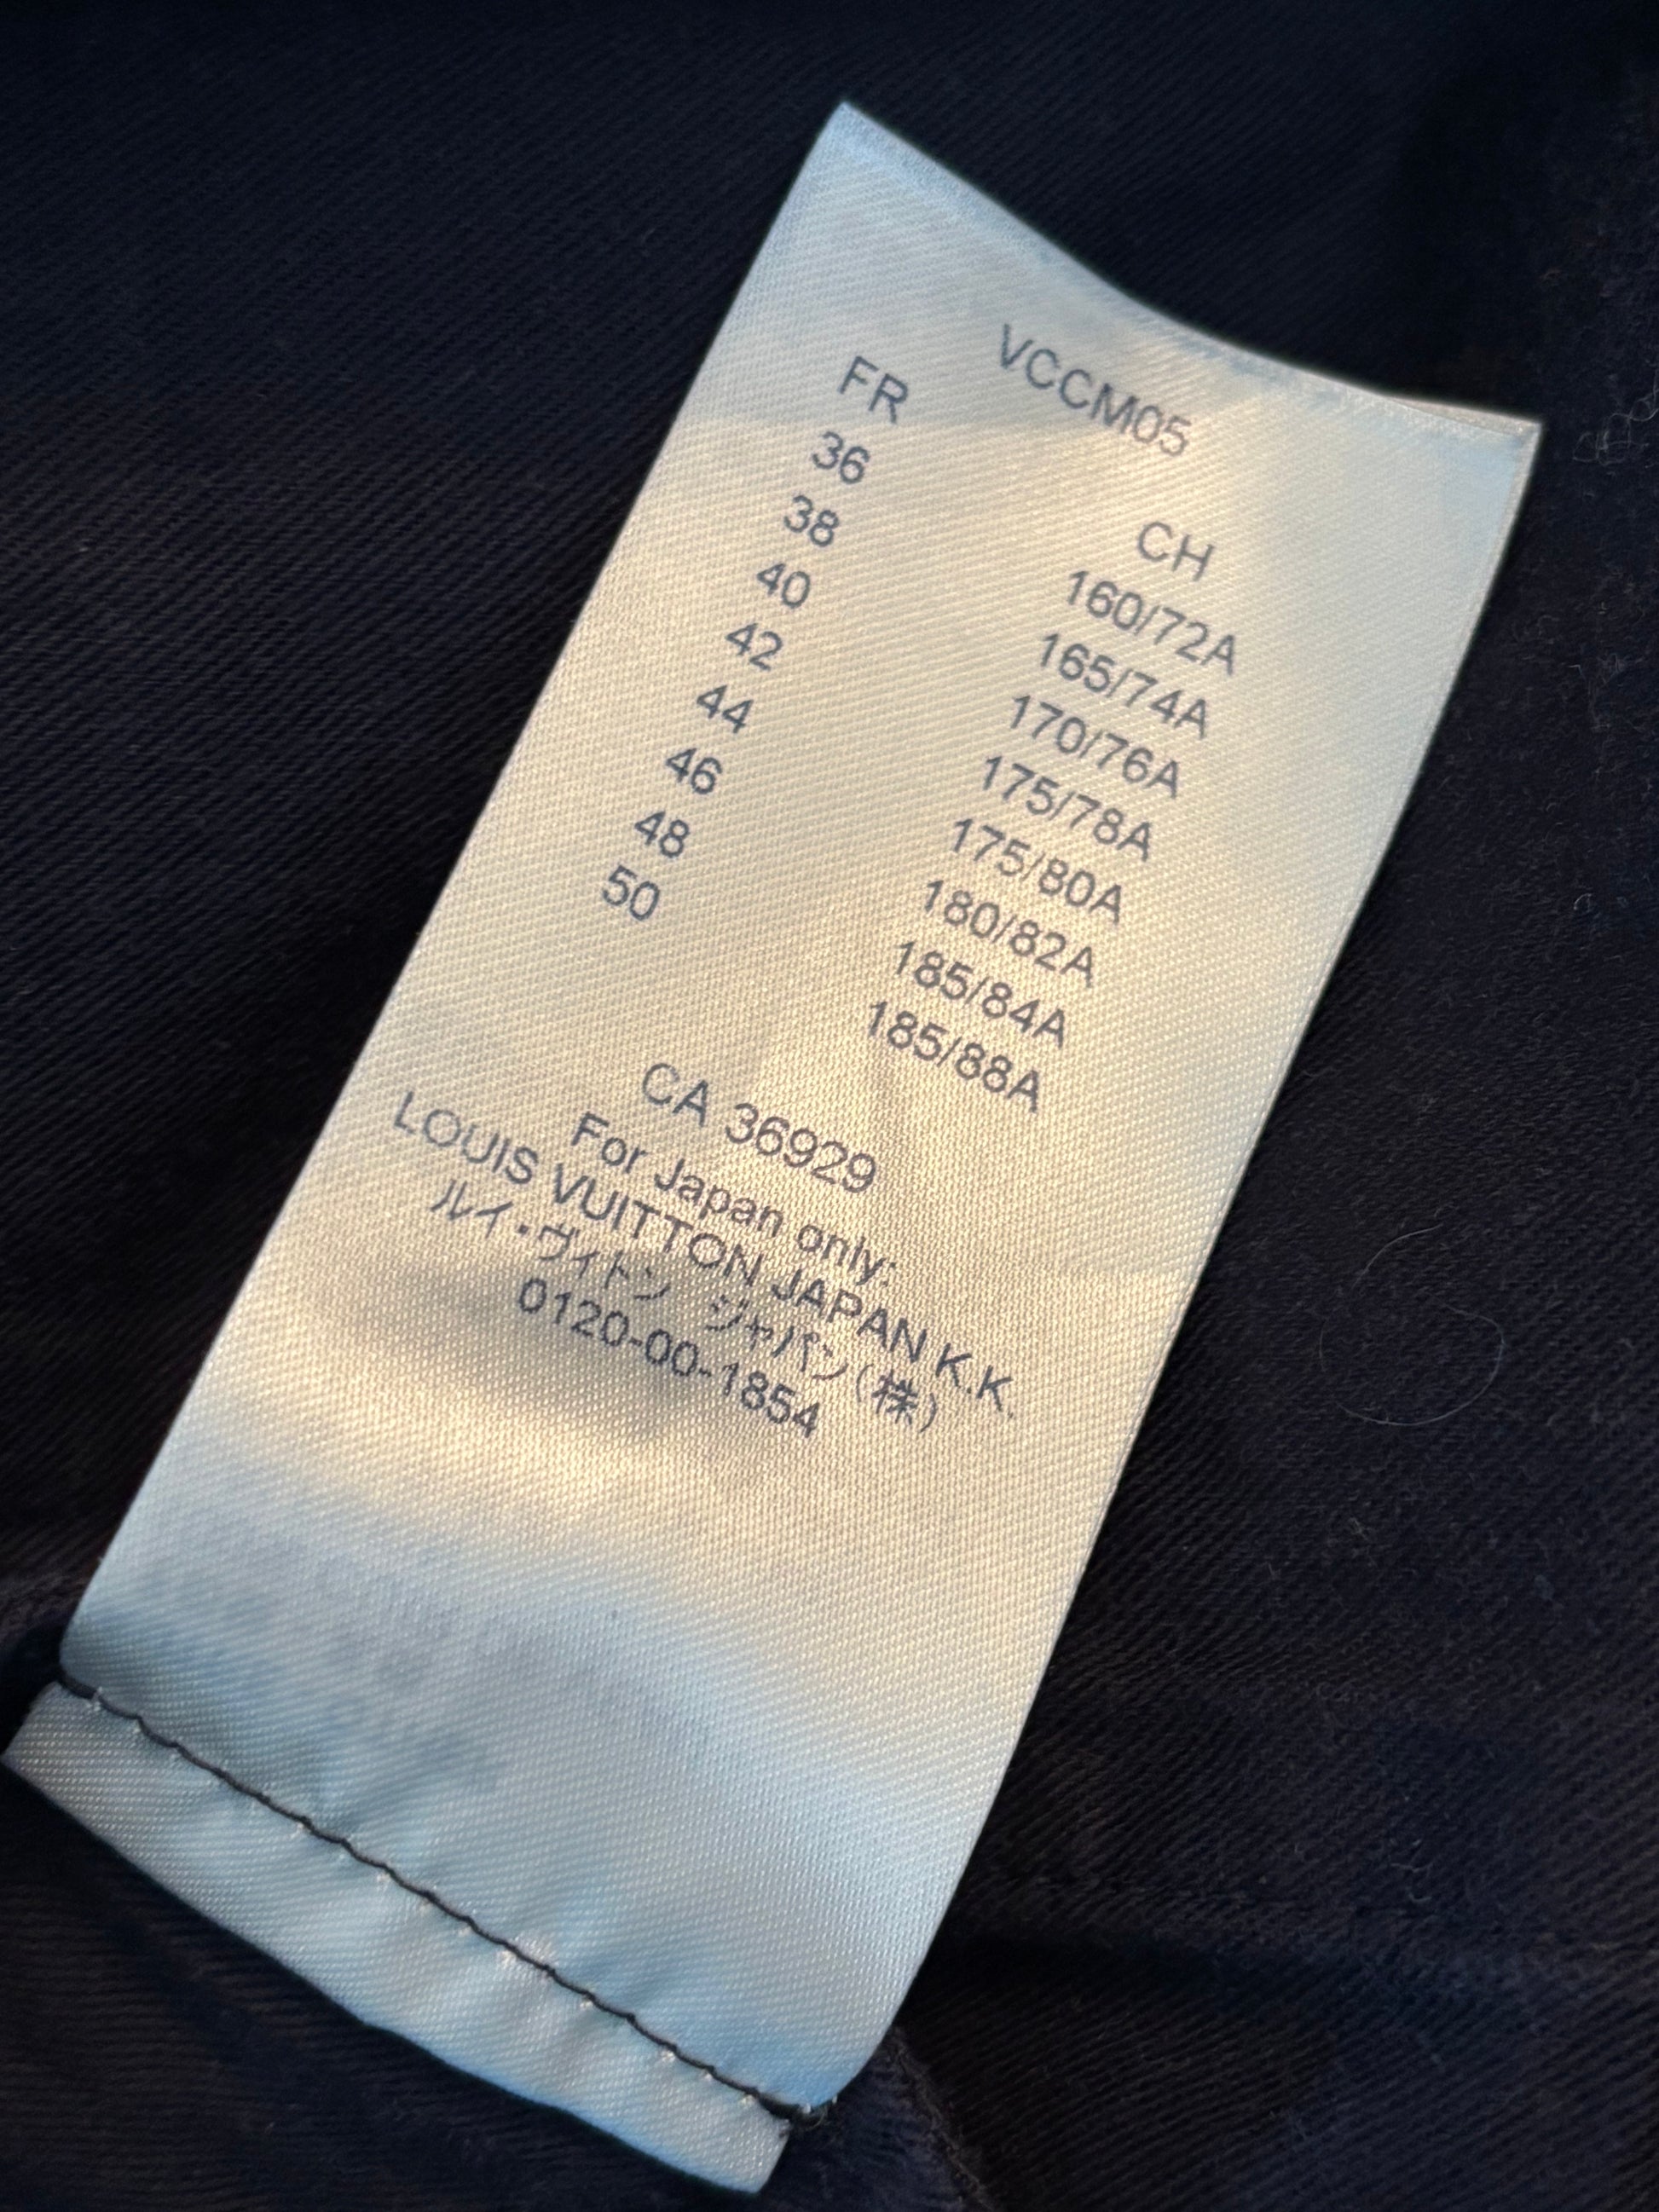 VCCM05
FR CH
36 160/72A
38 165/74A
40 170/76A
42 175/78A
44 175/80A
46 180/82A
48 185/84A
50 185/88A
CA 36929
For Japan only:
LOUIS VUITTON JAPAN K.K.
ルイ・ヴィトン ジャパン(株)
0120-00-1854